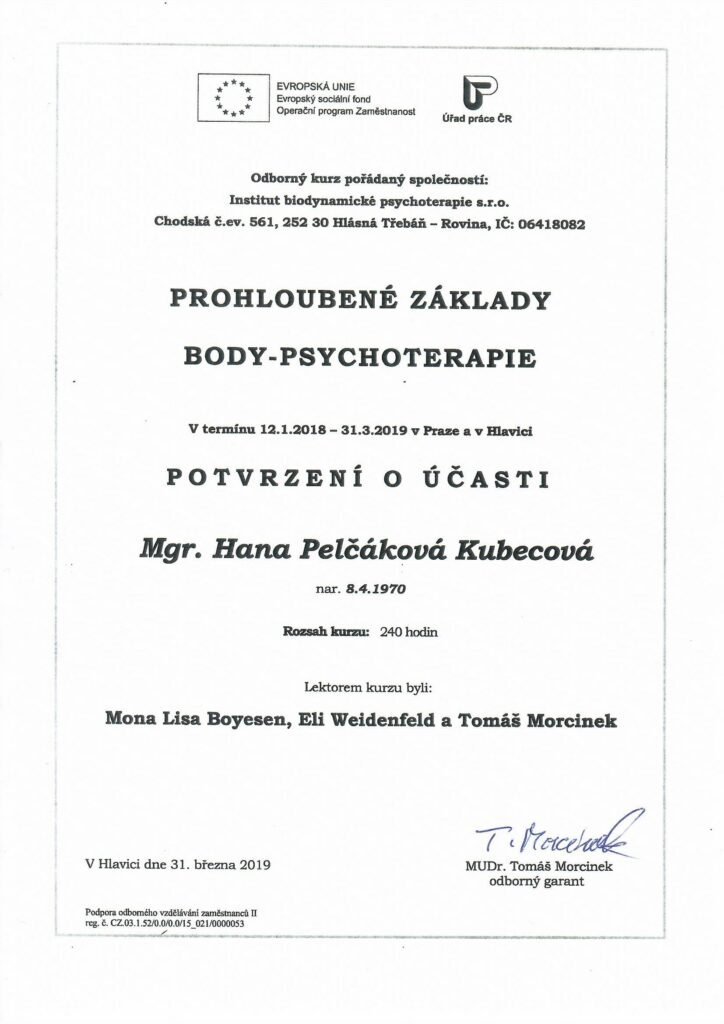 EVROPSKÁ UNIE
Evropský sociální fond
Operační program Zaměstnanost
Úřad práce ČR
Odborný kurz pořádaný společností:
Institut biodynamické psychoterapie s.r.o.
Chodská č.ev. 561, 252 30 Hlásná Třebáň – Rovina, IČ: 06418082
PROHLOUBENÉ ZÁKLADY
BODY-PSYCHOTERAPIE
V termínu 12.1.2018 – 31.3.2019 v Praze a v Hlavici
POTVRZENÍ O ÚČASTI
Mgr. Hana Pelčáková Kubecová
nar. 8.4.1970
Rozsah kurzu: 240 hodin
Lektorem kurzu byli:
Mona Lisa Boyesen, Eli Weidenfeld a Tomáš Morcinek
T. Morcinek
V Hlavici dne 31. března 2019
MUDr. Tomáš Morcinek
odborný garant
Podpora odborného vzdělávání zaměstnanců II
reg. č. CZ.03.1.52/0.0/0.0/15_021/0000053